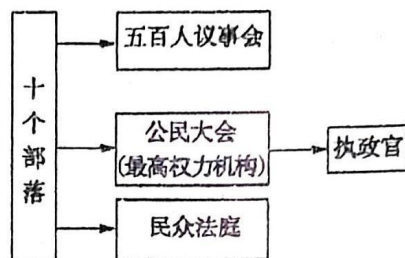 十个部落
五百人议事会
公民大会
(最高权力机构)
执政官
民众法庭